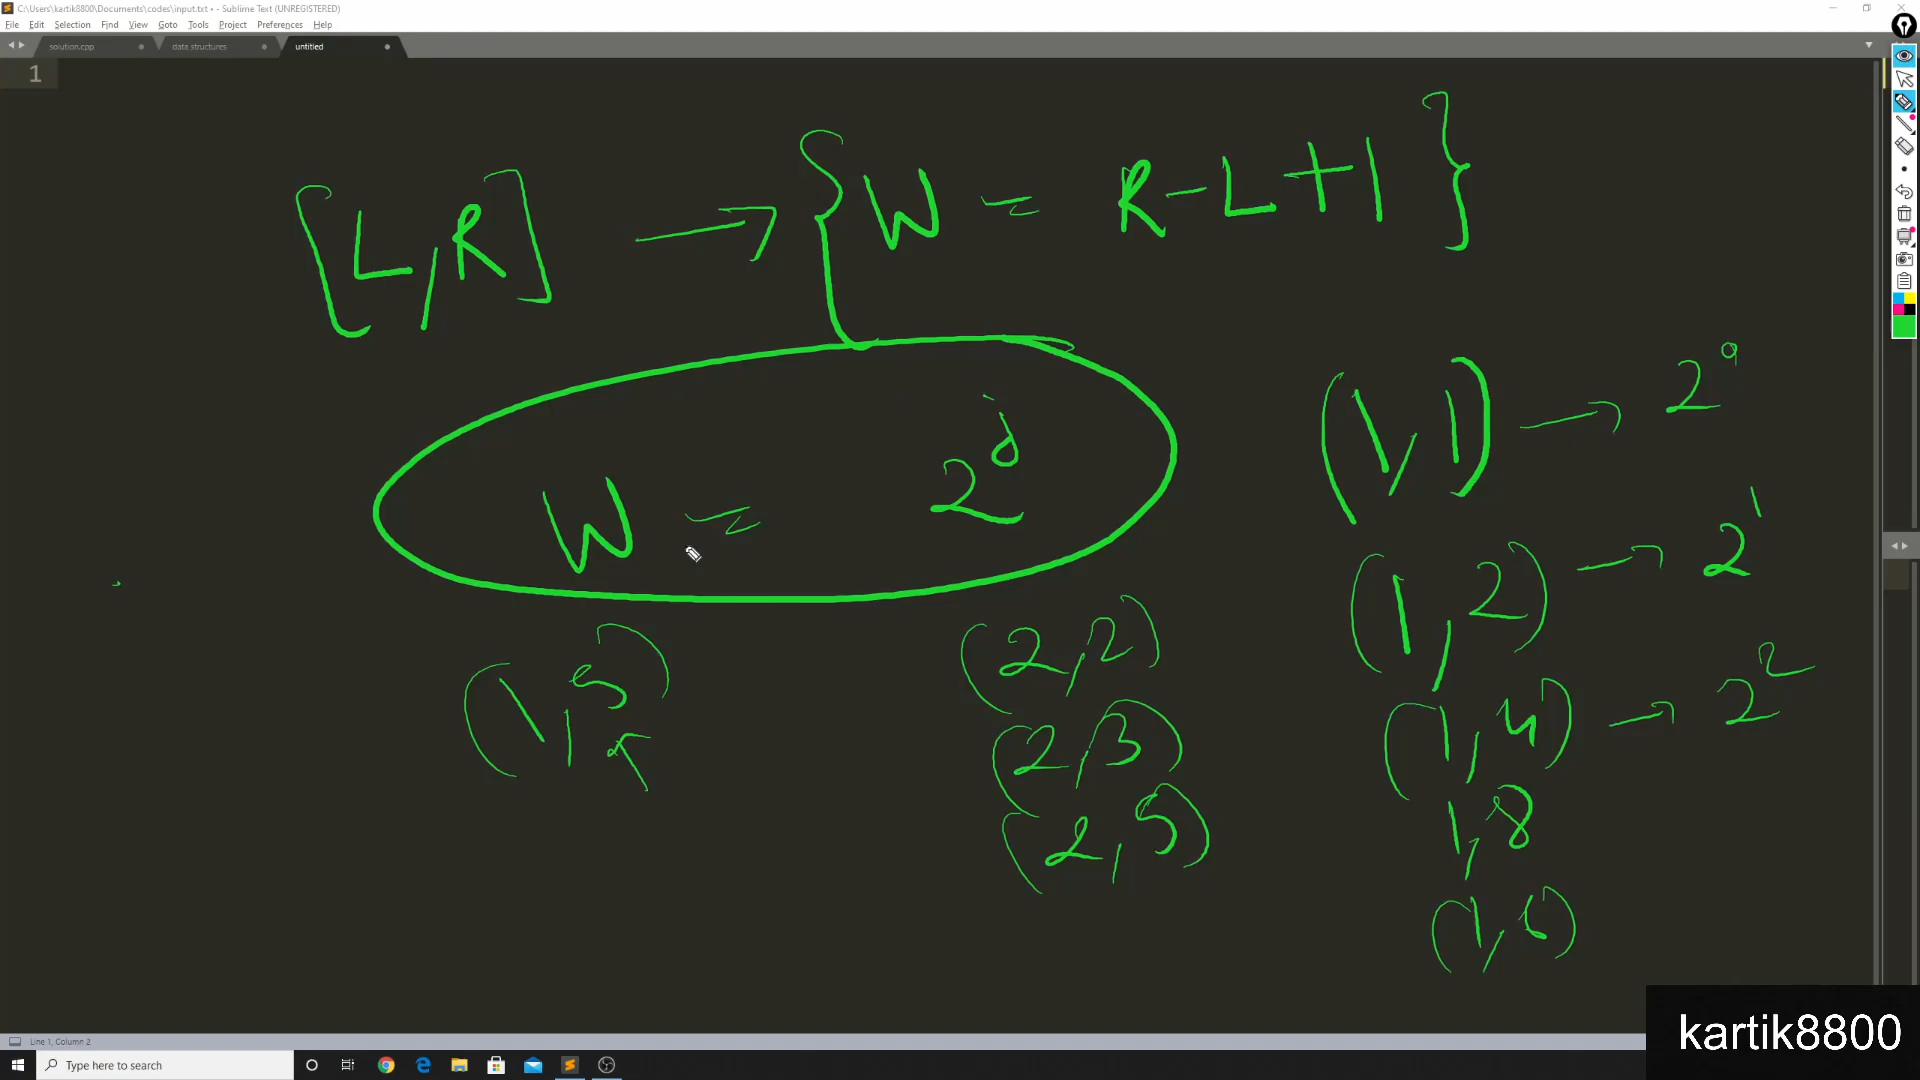 C:\Users\kartik8800\Documents\codes\input.txt • - Sublime Text (UNREGISTERED)
File Edit Selection Find View Goto Tools Project Preferences Help
solution.cpp data structures untitled
1
[L,R] → {W = R-L+1}
W = 2^j
(1,1) → 2^0
(1,2) → 2^1
(1,4) → 2^2
1,8
(1,6)
(2,2)
(2,3)
(2,5)
(1,5)
Line 1, Column 2
Type here to search
kartik8800